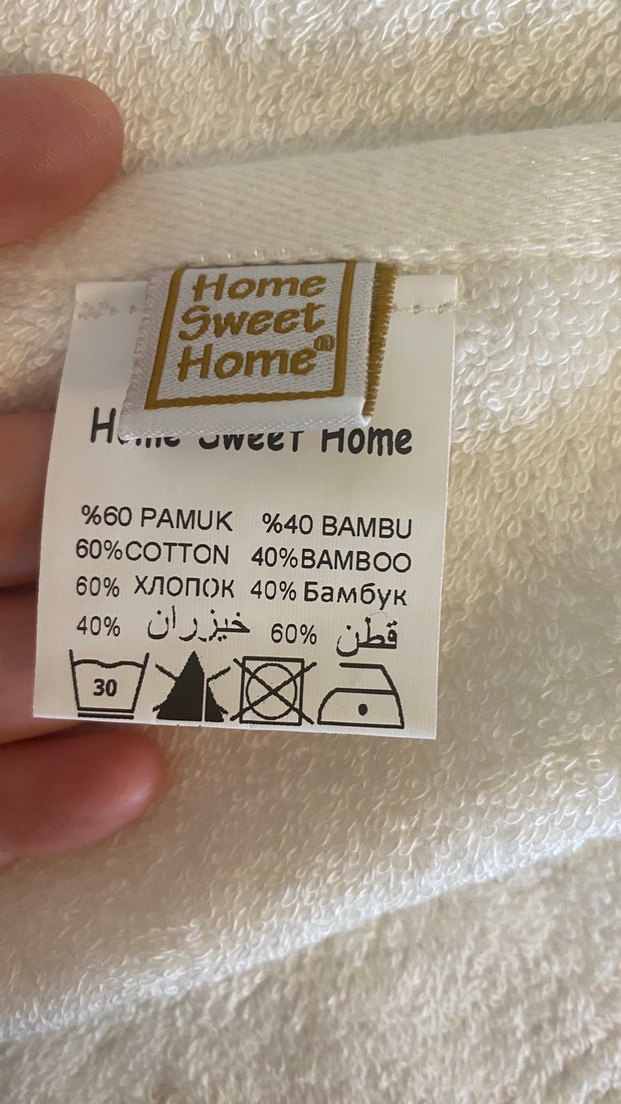 Home
Sweet
Home®
Home Sweet Home
%60 PAMUK %40 BAMBU
60%COTTON 40%BAMBOO
60% ХЛОПОК 40% Бамбук
40% خيزران 60% قطن
30